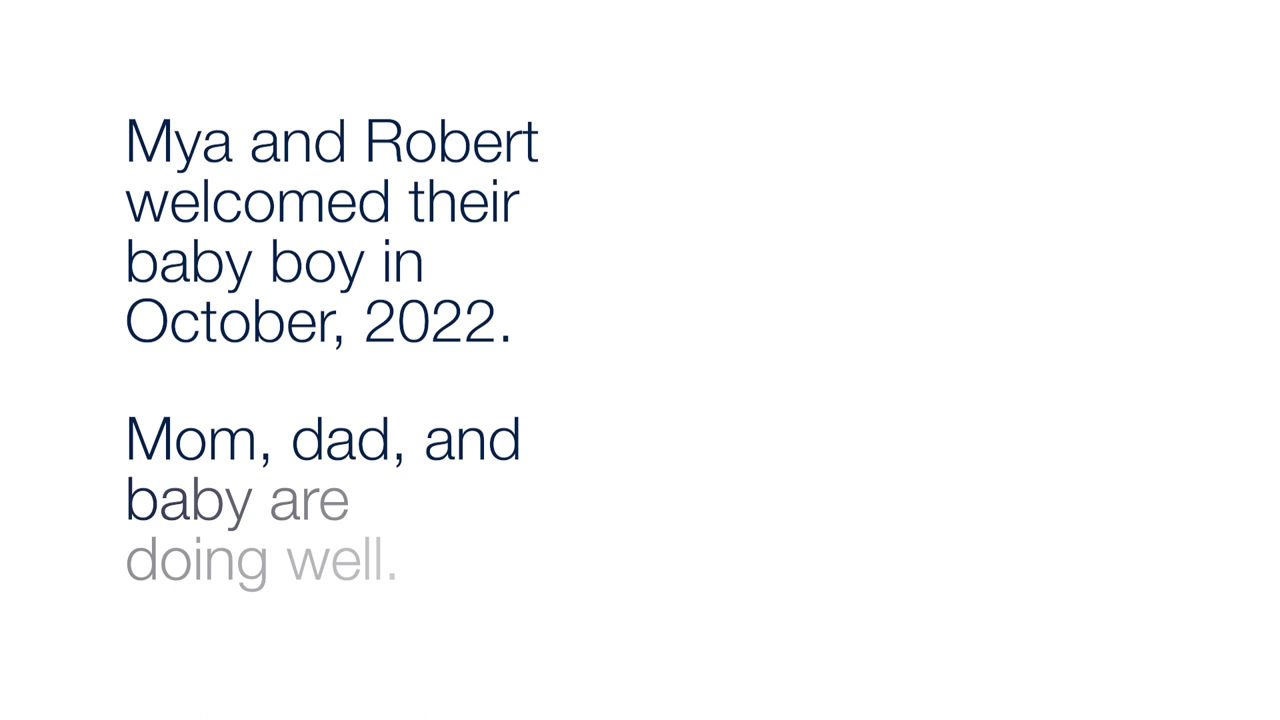 Mya and Robert
welcomed their
baby boy in
October, 2022.
Mom, dad, and
baby are
doing well.